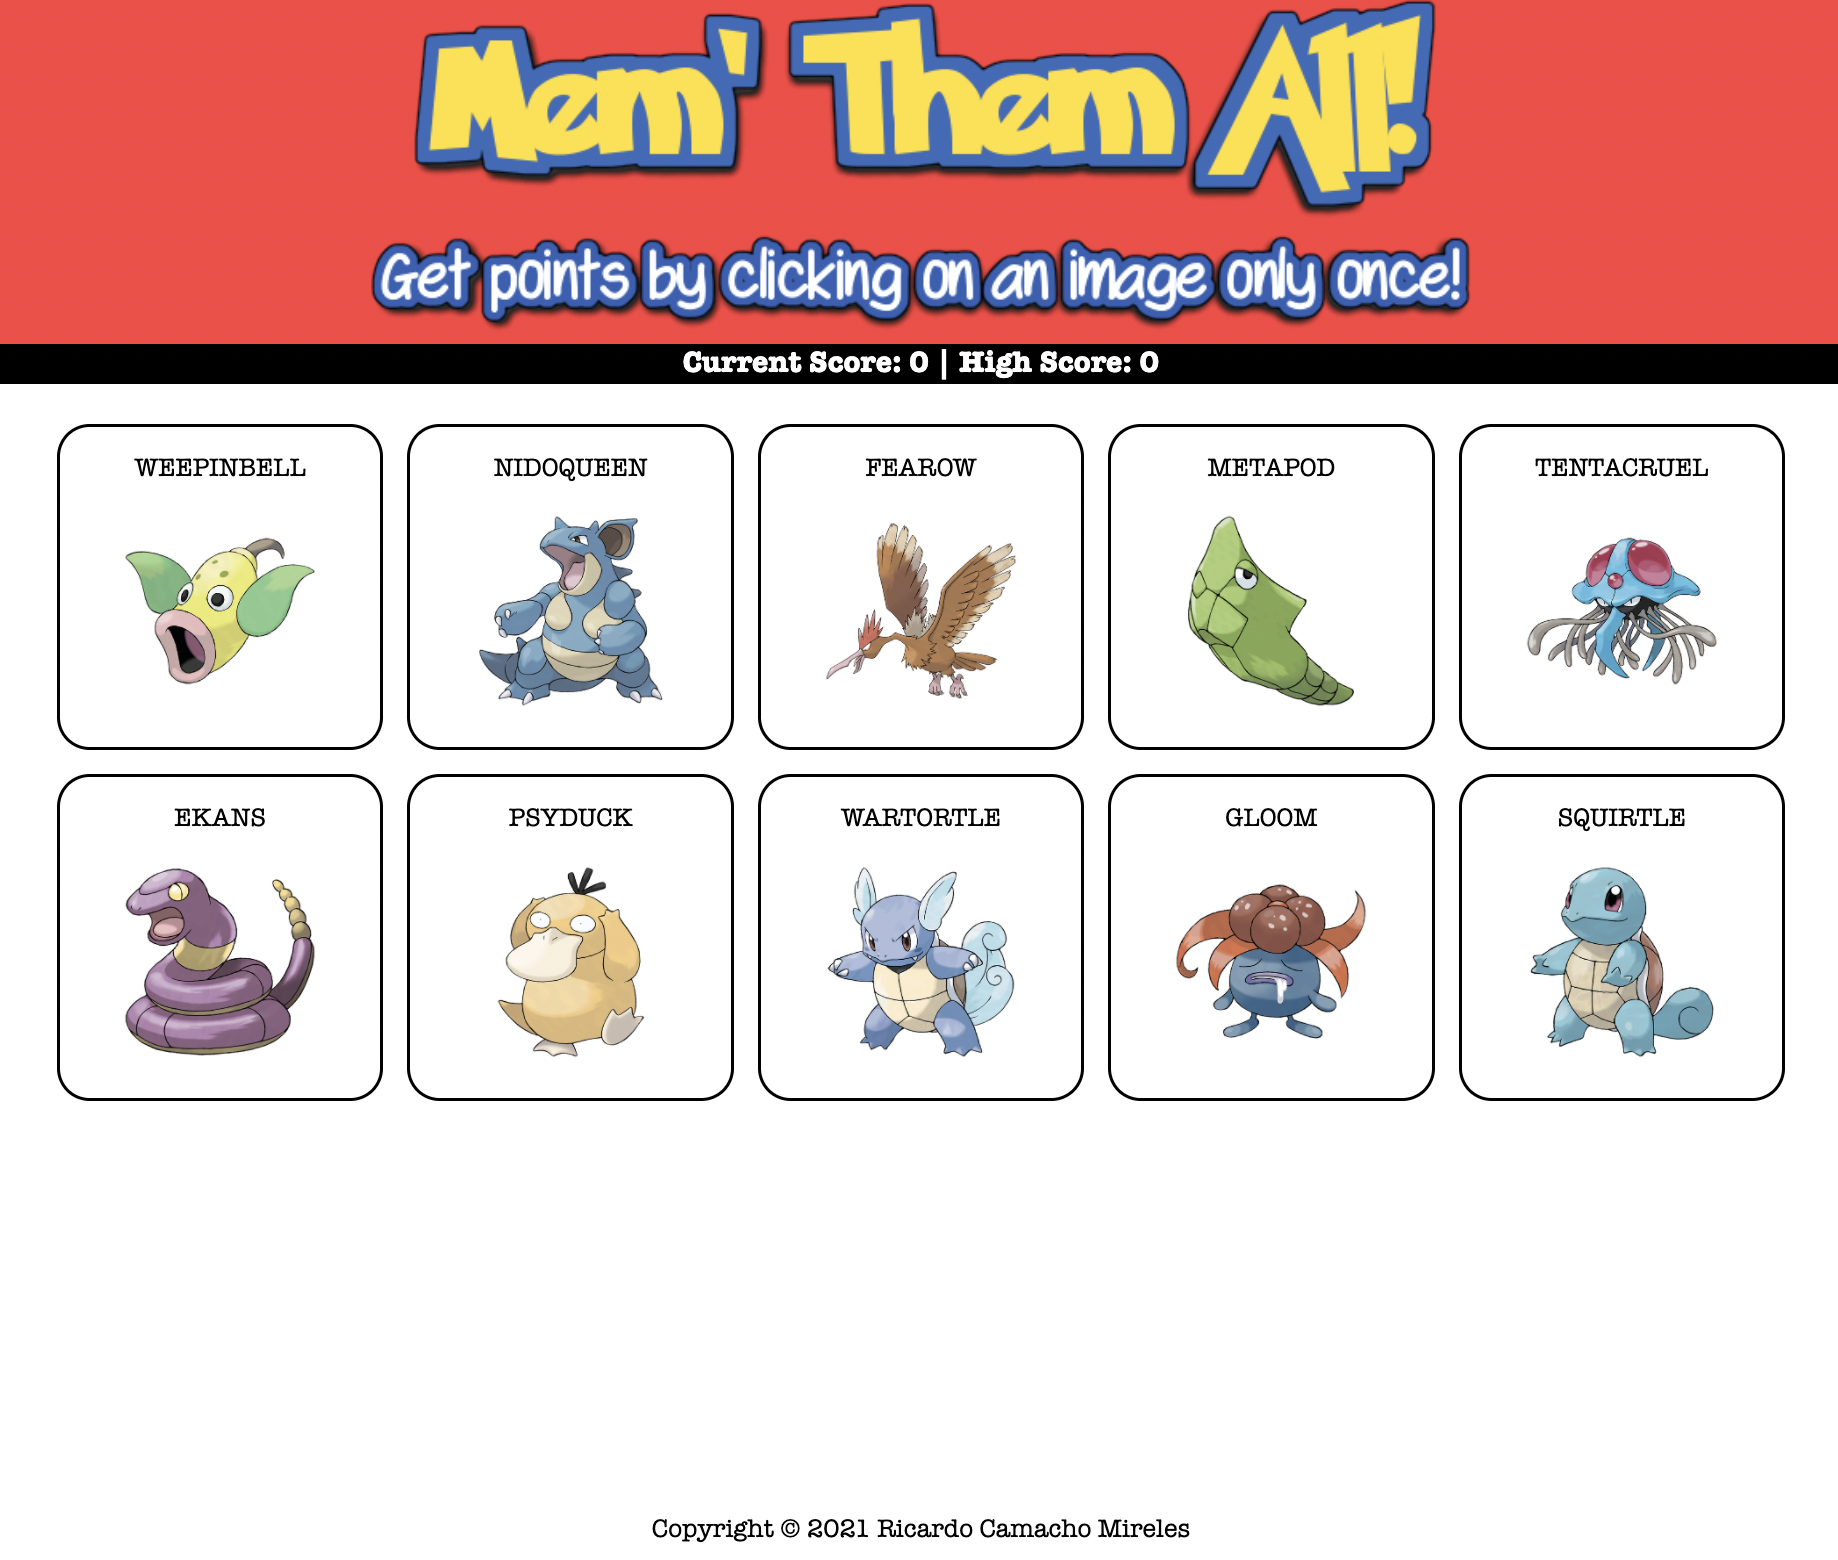 Mem' Them All!
Get points by clicking on an image only once!
Current Score: 0 | High Score: 0
WEEPINBELL
NIDOQUEEN
FEAROW
METAPOD
TENTACRUEL
EKANS
PSYDUCK
WARTORTLE
GLOOM
SQUIRTLE
Copyright © 2021 Ricardo Camacho Mireles